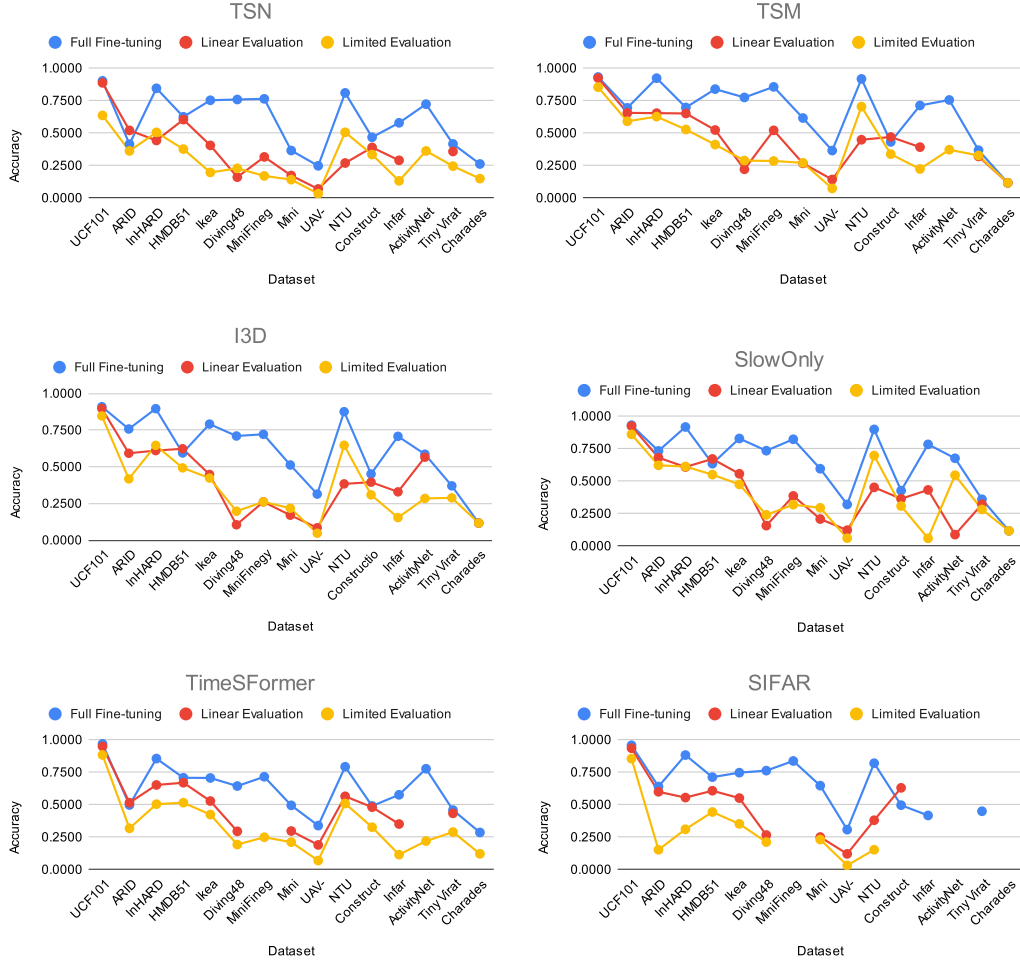 TSN
Full Fine-tuning Linear Evaluation Limited Evaluation
1.0000
0.7500
0.5000
0.2500
0.0000
Accuracy
UCF101 ARID InHARD HMDB51 Ikea Diving48 MiniFineg Mini UAV- NTU Construct Infar ActivityNet Tiny Virat Charades
Dataset
TSM
Full Fine-tuning Linear Evaluation Limited Evluation
1.0000
0.7500
0.5000
0.2500
0.0000
Accuracy
UCF101 ARID InHARD HMDB51 Ikea Diving48 MiniFineg Mini UAV- NTU Construct Infar ActivityNet Tiny Virat Charades
Dataset
I3D
Full Fine-tuning Linear Evaluation Limited Evaluation
1.0000
0.7500
0.5000
0.2500
0.0000
Accuracy
UCF101 ARID InHARD HMDB51 Ikea Diving48 MiniFinegy Mini UAV- NTU Constructio Infar ActivityNet Tiny Virat Charades
Dataset
SlowOnly
Full Fine-tuning Linear Evaluation Limited Evaluation
1.0000
0.7500
0.5000
0.2500
0.0000
Accuracy
UCF101 ARID InHARD HMDB51 Ikea Diving48 MiniFineg Mini UAV- NTU Construct Infar ActivityNet Tiny Virat Charades
Dataset
TimeSFormer
Full Fine-tuning Linear Evaluation Limited Evaluation
1.0000
0.7500
0.5000
0.2500
0.0000
Accuracy
UCF101 ARID InHARD HMDB51 Ikea Diving48 MiniFineg Mini UAV- NTU Construct Infar ActivityNet Tiny Virat Charades
Dataset
SIFAR
Full Fine-tuning Linear Evaluation Limited Evaluation
1.0000
0.7500
0.5000
0.2500
0.0000
Accuracy
UCF101 ARID InHARD HMDB51 Ikea Diving48 MiniFineg Mini UAV- NTU Construct Infar ActivityNet Tiny Virat Charades
Dataset